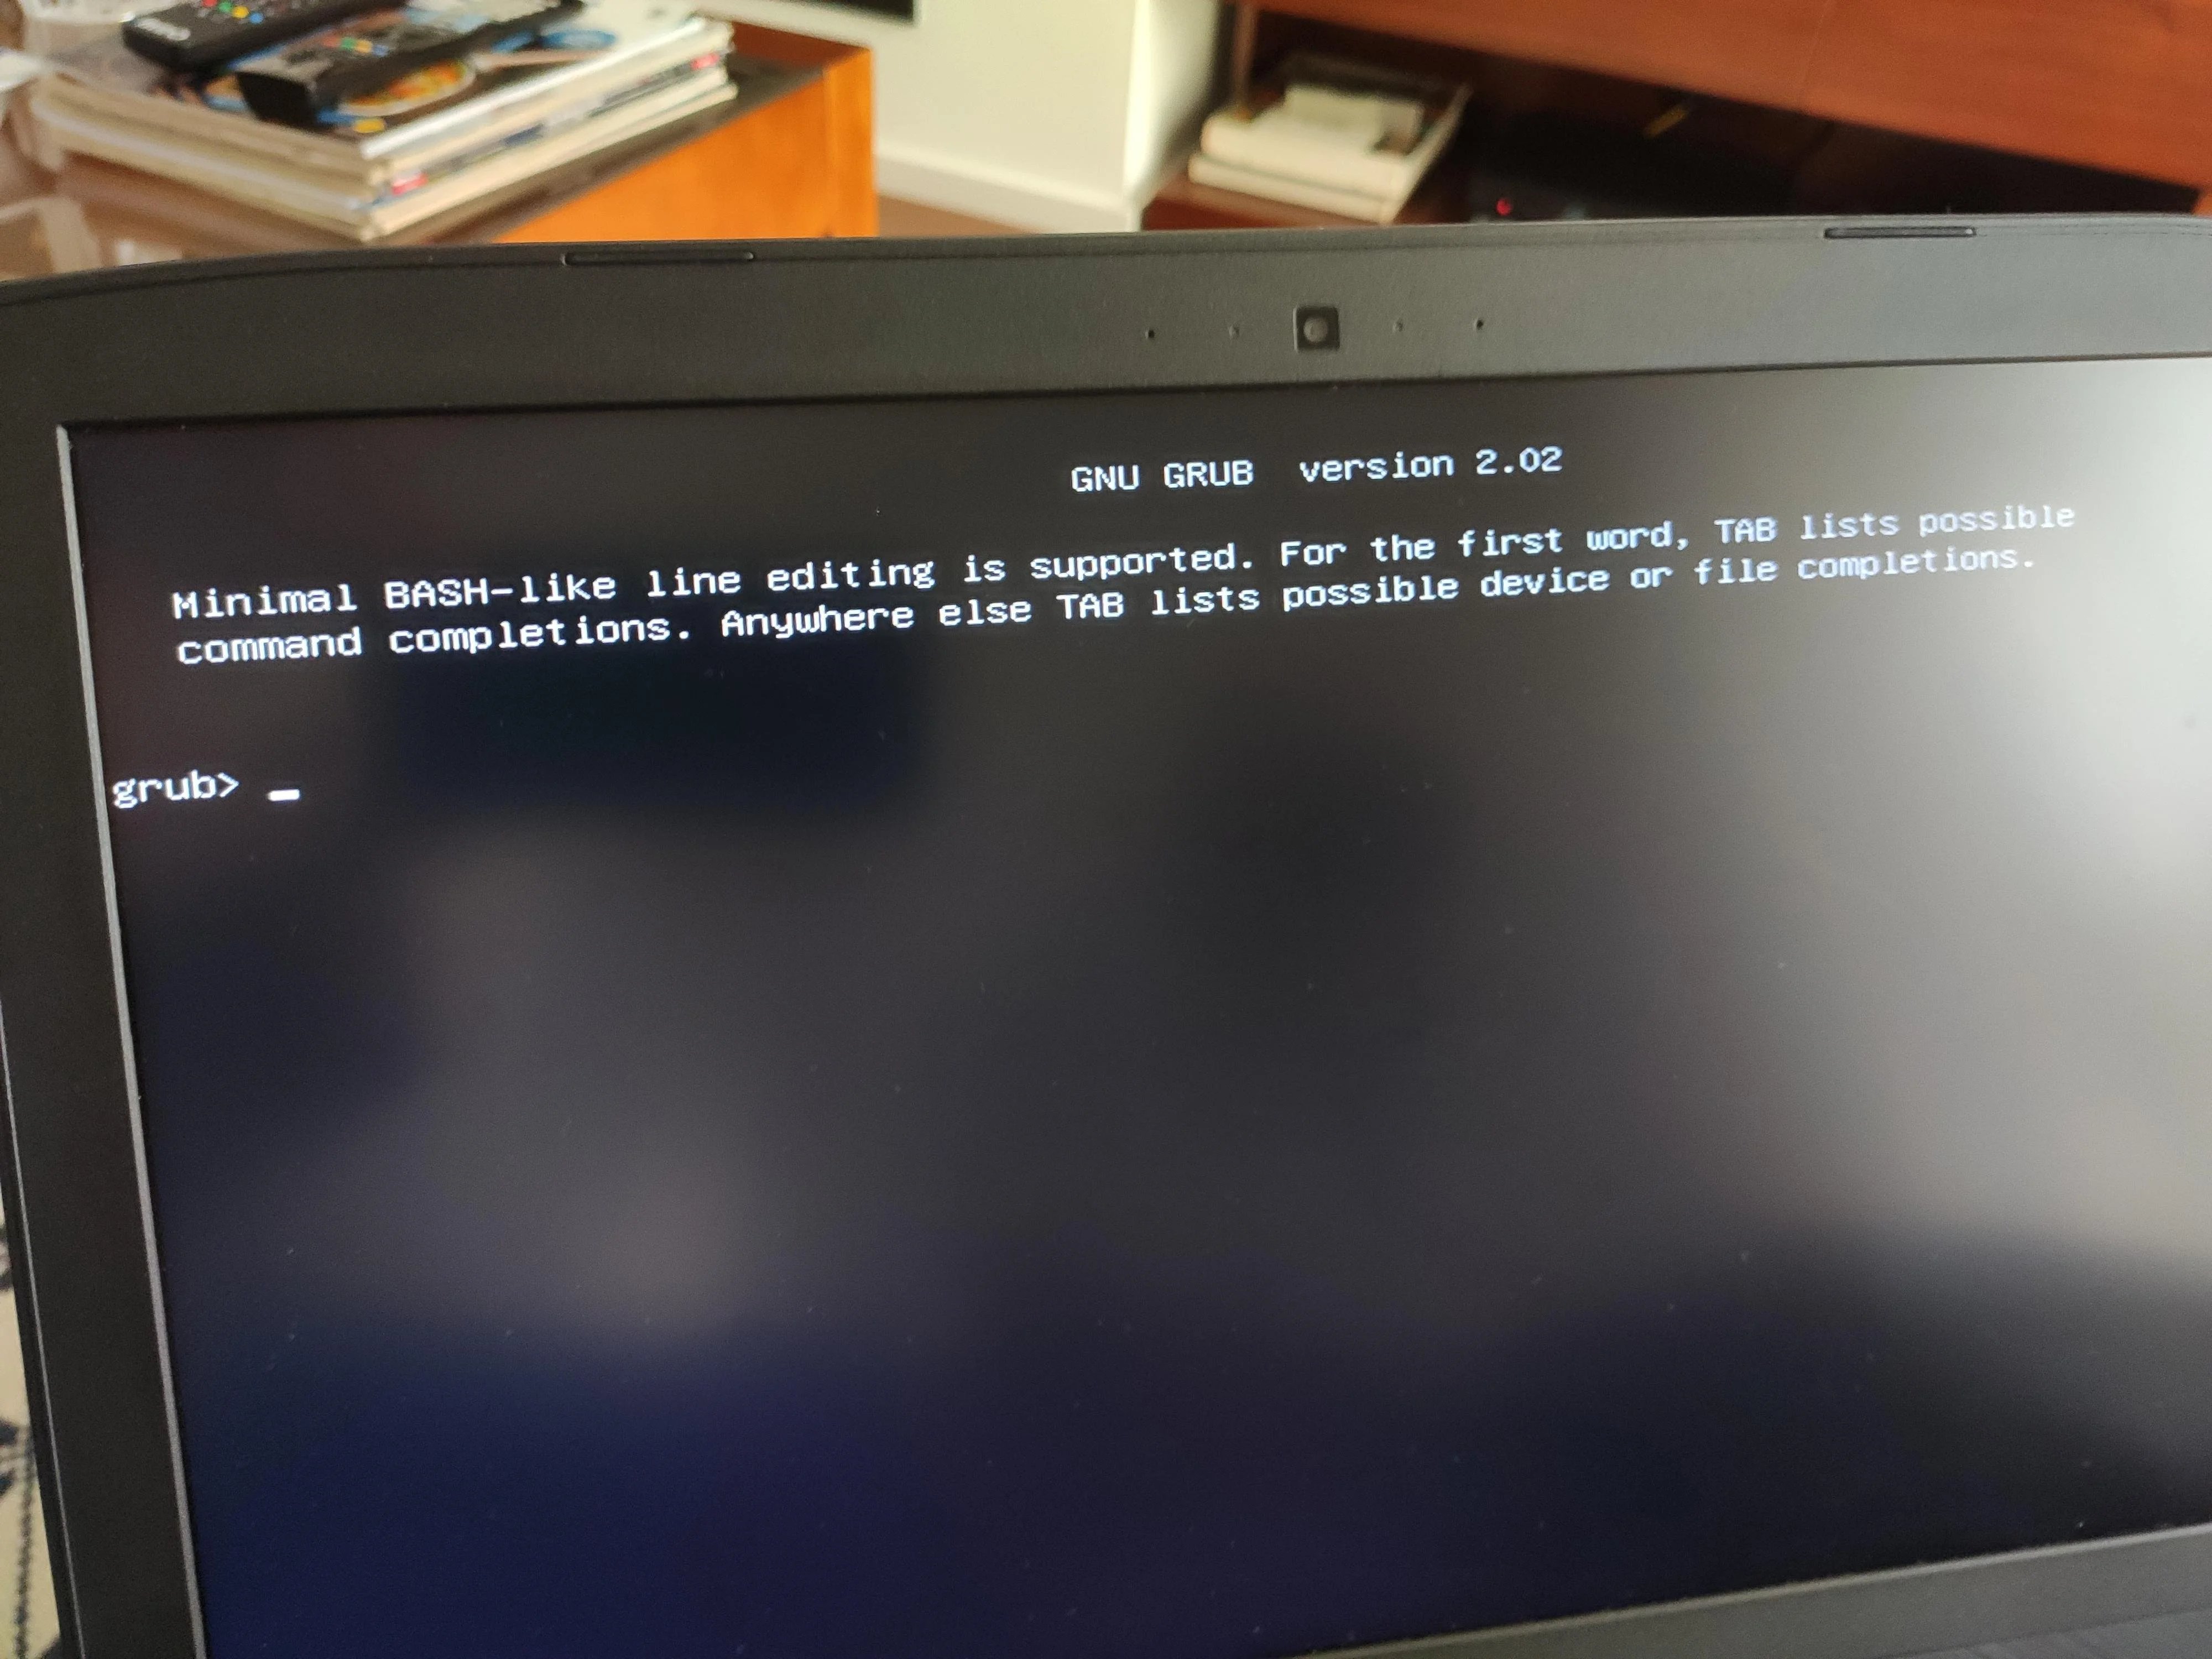 GNU GRUB  version 2.02
Minimal BASH-like line editing is supported. For the first word, TAB lists possible
command completions. Anywhere else TAB lists possible device or file completions.
grub> _